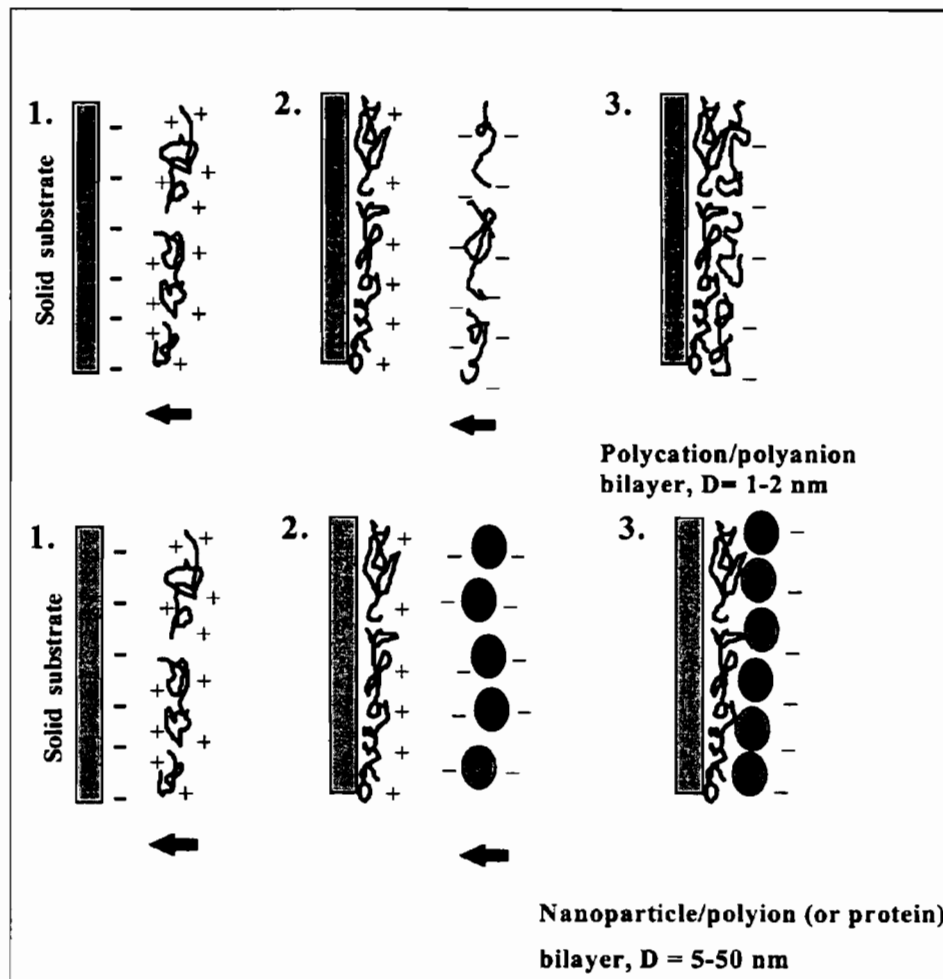 1.
2.
3.
Solid substrate
Polycation/polyanion
bilayer, D= 1-2 nm
1.
2.
3.
Solid substrate
Nanoparticle/polyion (or protein)
bilayer, D = 5-50 nm